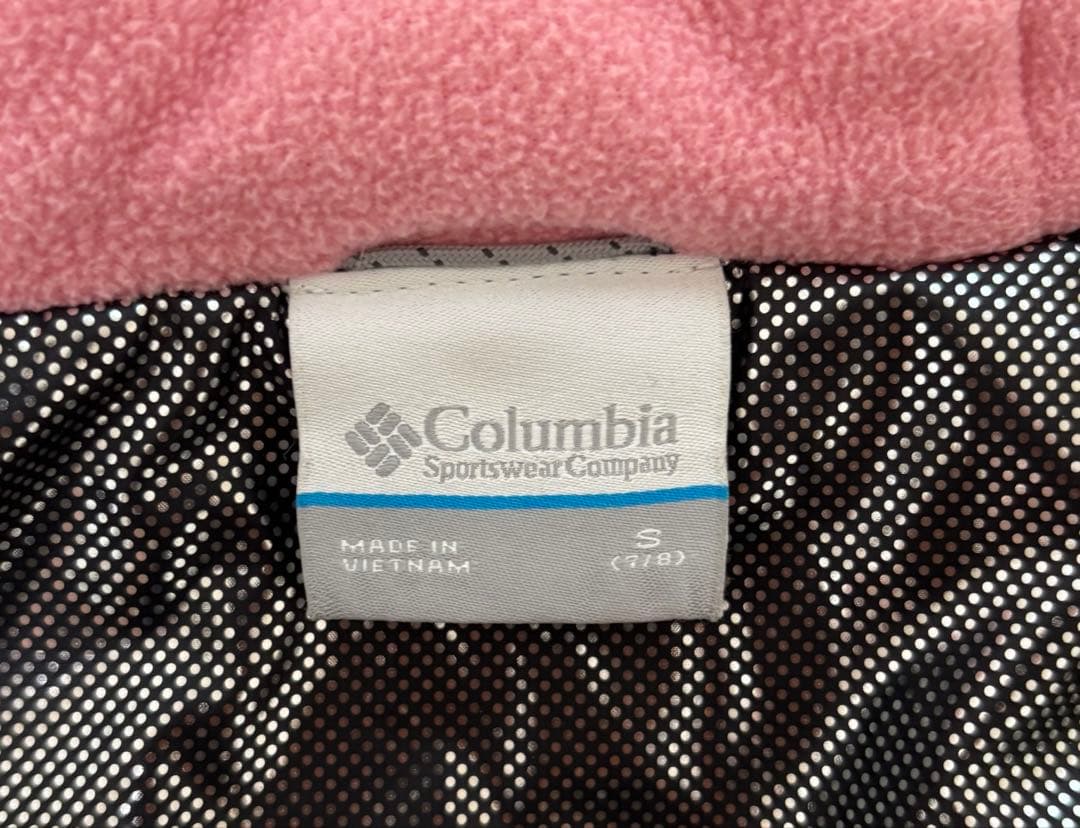 Columbia
Sportswear Company
MADE IN
VIETNAM
S
(7/8)